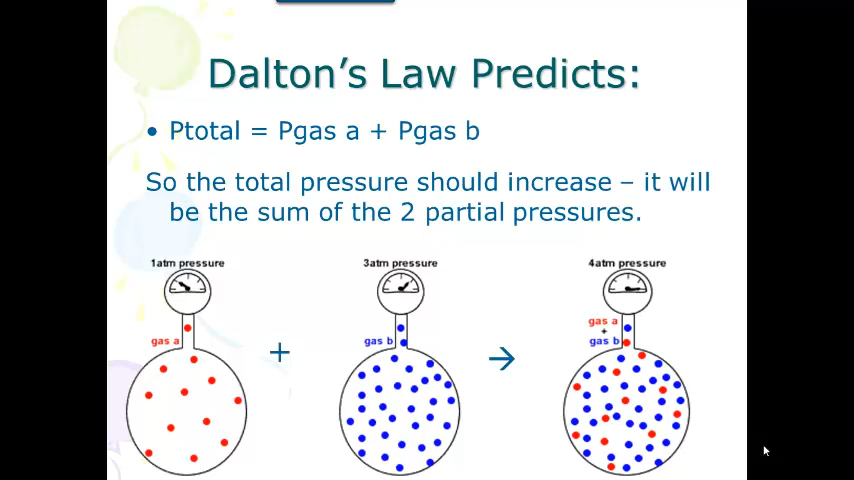 Dalton's Law Predicts:
• Ptotal = Pgas a + Pgas b
So the total pressure should increase – it will
be the sum of the 2 partial pressures.
1atm pressure
3atm pressure
4atm pressure
gas a
+
gas b
→
gas a
+
gas b